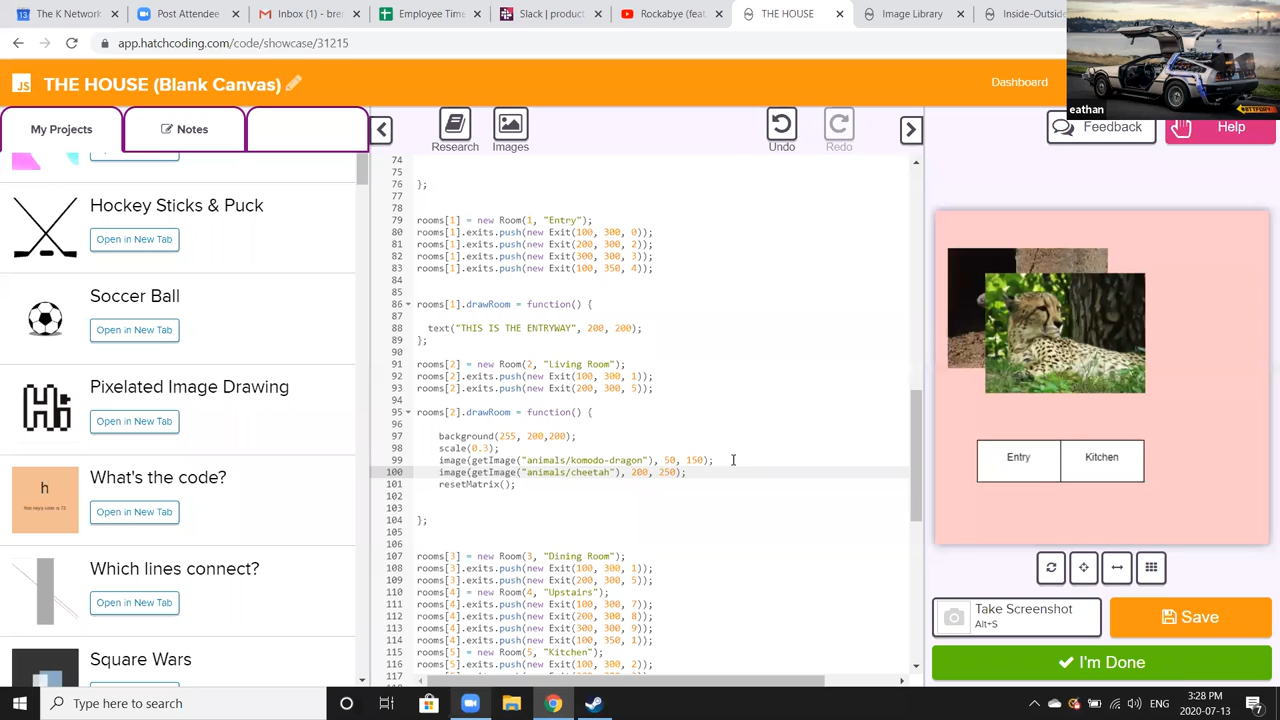 The K Network
Post Attendee
Inbox (1) - bre
Employee Time
Slack | product
Rockabye (feat
THE HOUSE
Image Library
Inside-Outside
app.hatchcoding.com/code/showcase/31215
JS THE HOUSE (Blank Canvas)
Dashboard
eathan
My Projects
Notes
Research
Images
Undo
Redo
Feedback
Help
Hockey Sticks & Puck
Open in New Tab
Soccer Ball
Open in New Tab
Pixelated Image Drawing
Open in New Tab
What's the code?
h
Open in New Tab
Which lines connect?
Open in New Tab
Square Wars
74
75
76 };
77
78
79 rooms[1] = new Room(1, "Entry");
80 rooms[1].exits.push(new Exit(100, 300, 0));
81 rooms[1].exits.push(new Exit(200, 300, 2));
82 rooms[1].exits.push(new Exit(300, 300, 3));
83 rooms[1].exits.push(new Exit(100, 350, 4));
84
85
86 rooms[1].drawRoom = function() {
87
88 text("THIS IS THE ENTRYWAY", 200, 200);
89 };
90
91 rooms[2] = new Room(2, "Living Room");
92 rooms[2].exits.push(new Exit(100, 300, 1));
93 rooms[2].exits.push(new Exit(200, 300, 5));
94
95 rooms[2].drawRoom = function() {
96
97 background(255, 200,200);
98 scale(0.3);
99 image(getImage("animals/komodo-dragon"), 50, 150);
100 image(getImage("animals/cheetah"), 200, 250);
101 resetMatrix();
102
103
104 };
105
106
107 rooms[3] = new Room(3, "Dining Room");
108 rooms[3].exits.push(new Exit(100, 300, 1));
109 rooms[3].exits.push(new Exit(200, 300, 5));
110 rooms[4] = new Room(4, "Upstairs");
111 rooms[4].exits.push(new Exit(100, 300, 7));
112 rooms[4].exits.push(new Exit(200, 300, 8));
113 rooms[4].exits.push(new Exit(300, 300, 9));
114 rooms[4].exits.push(new Exit(100, 350, 1));
115 rooms[5] = new Room(5, "Kitchen");
116 rooms[5].exits.push(new Exit(100, 300, 2));
117
Entry
Kitchen
Take Screenshot
Alt+S
Save
I'm Done
Type here to search
ENG
3:28 PM
2020-07-13
7